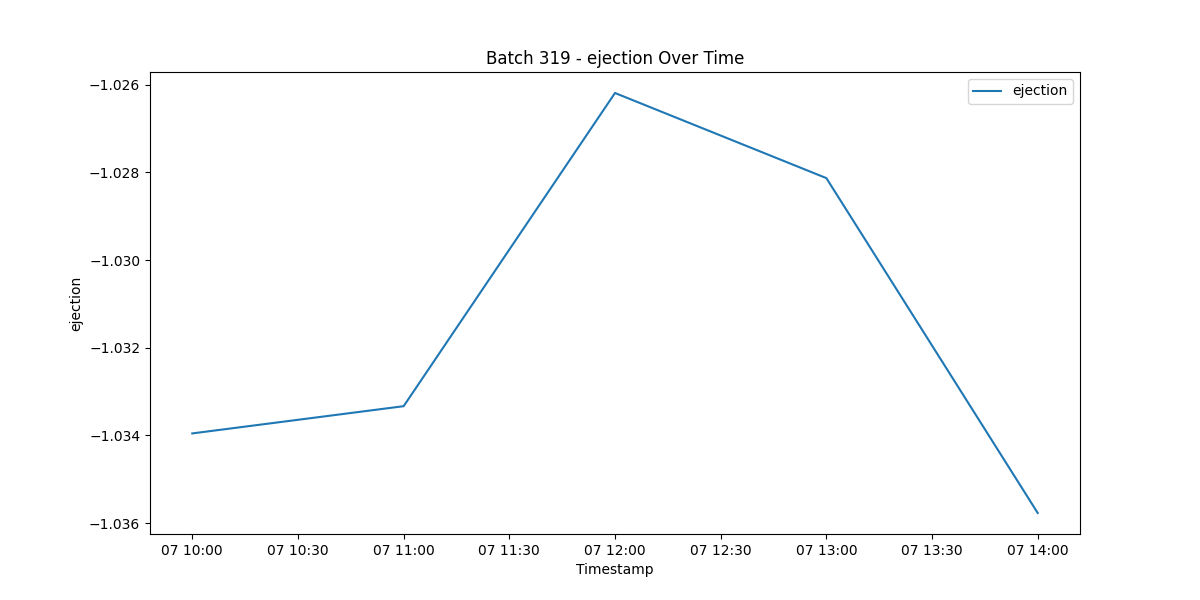 Batch 319 - ejection Over Time
ejection
−1.026
−1.028
−1.030
−1.032
−1.034
−1.036
ejection
07 10:00 07 10:30 07 11:00 07 11:30 07 12:00 07 12:30 07 13:00 07 13:30 07 14:00
Timestamp